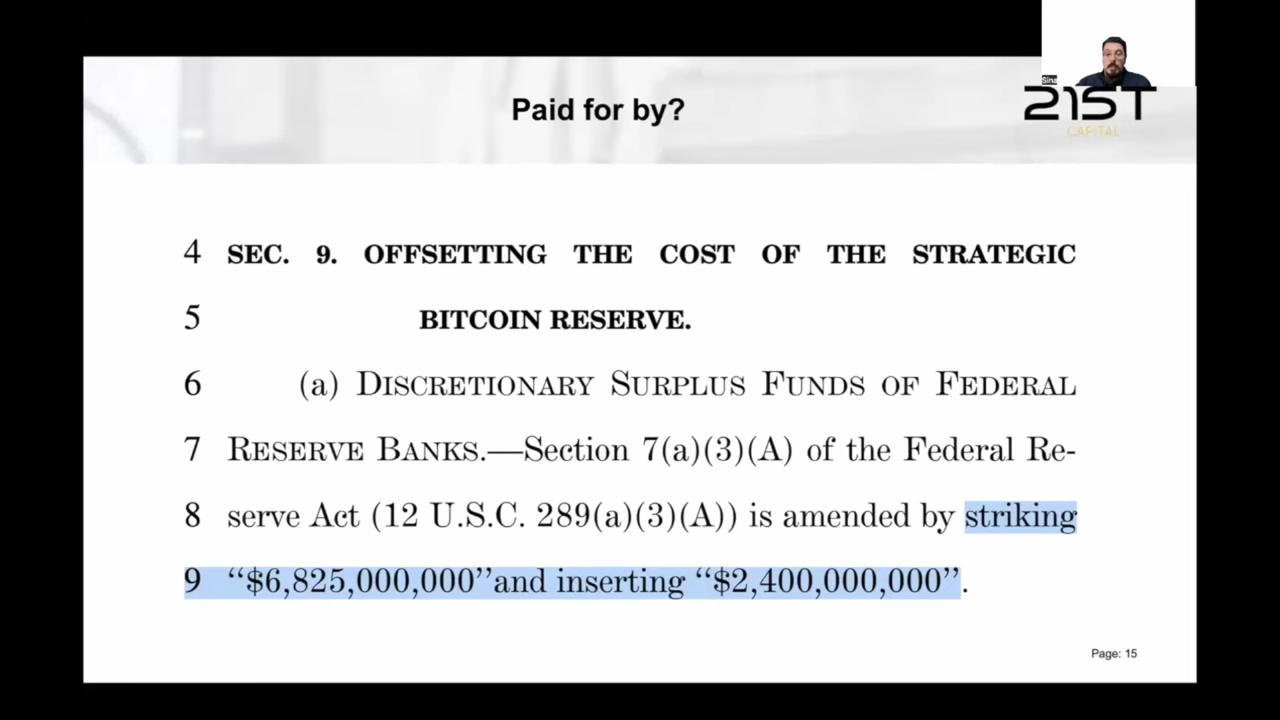 Paid for by?
Sina
21ST
CAPITAL
4 SEC. 9. OFFSETTING THE COST OF THE STRATEGIC
5 BITCOIN RESERVE.
6 (a) DISCRETIONARY SURPLUS FUNDS OF FEDERAL
7 RESERVE BANKS.—Section 7(a)(3)(A) of the Federal Re-
8 serve Act (12 U.S.C. 289(a)(3)(A)) is amended by striking
9 ‘‘$6,825,000,000’’and inserting ‘‘$2,400,000,000’’.
Page: 15